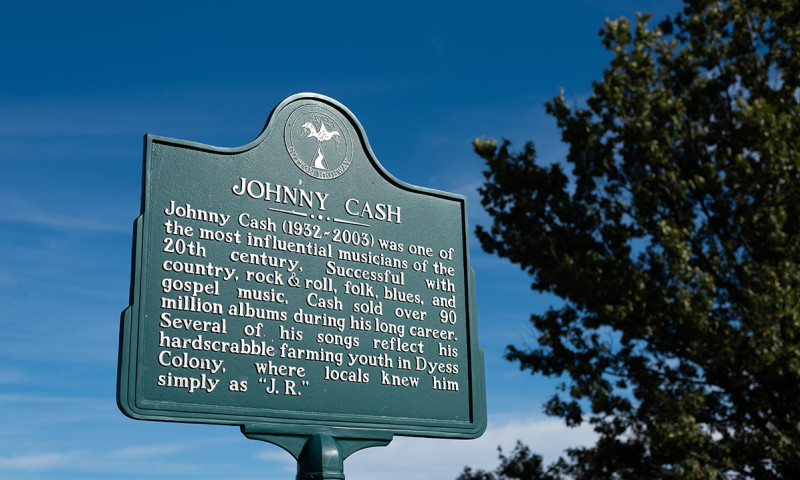 COTTON HIGHWAY
JOHNNY CASH
Johnny Cash (1932-2003) was one of
the most influential musicians of the
20th century. Successful with
country, rock & roll, folk, blues, and
gospel music, Cash sold over 90
million albums during his long career.
Several of his songs reflect his
hardscrabble farming youth in Dyess
Colony, where locals knew him
simply as "J. R."